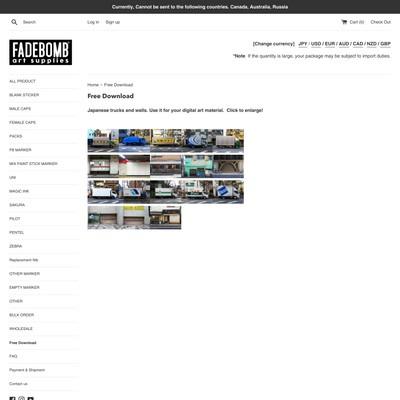 Currently, Cannot be sent to the following countries. Canada, Australia, Russia
Search
Log in
Sign up
Cart (0)
Check Out
FADEBOMB
art supplies
[Change currency] JPY / USD / EUR / AUD / CAD / NZD / GBP
*Note If the quantity is large, your package may be subject to import duties.
ALL PRODUCT
BLANK STICKER
MALE CAPS
FEMALE CAPS
PACKS
FB MARKER
MIX PAINT STICK MARKER
UNI
MAGIC INK
SAKURA
PILOT
PENTEL
ZEBRA
Replacement Nib
OTHER MARKER
EMPTY MARKER
OTHER
BULK ORDER
WHOLESALE
Free Download
FAQ
Payment & Shipment
Contact us
Home › Free Download
Free Download
Japanese trucks and walls. Use it for your digital art material. Click to enlarge!